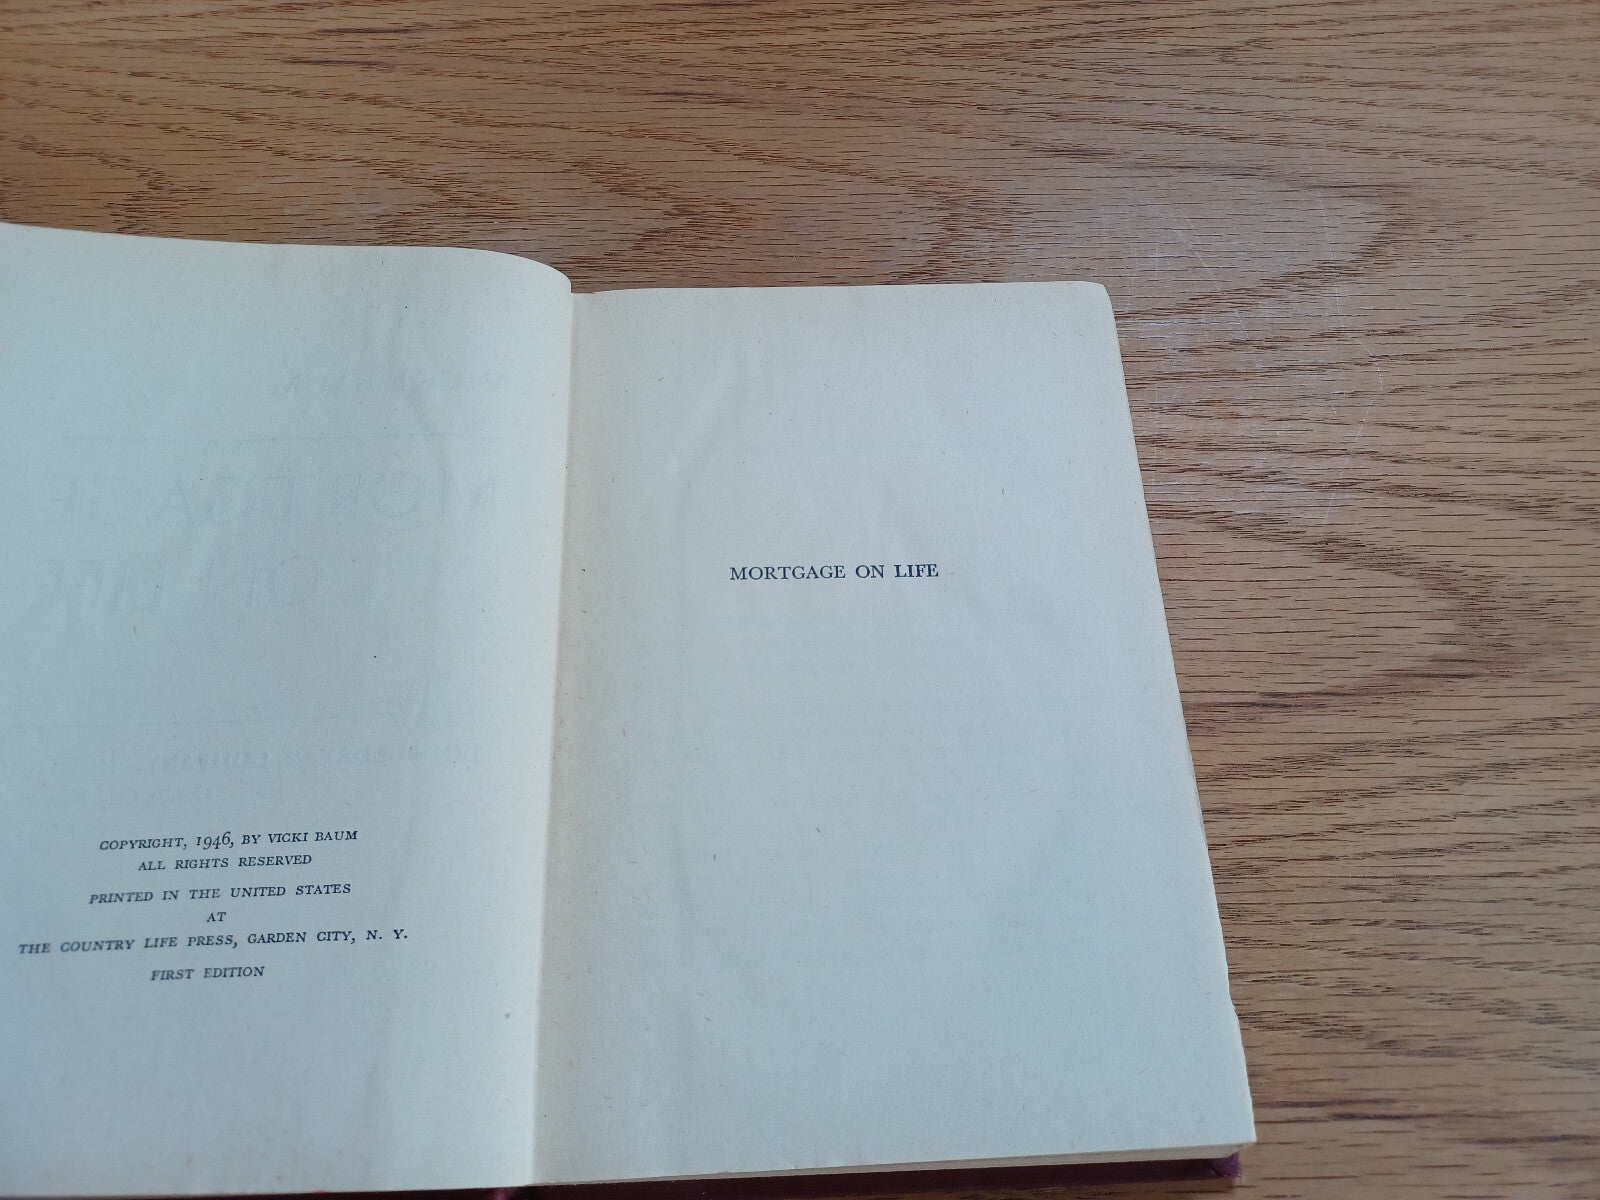 COPYRIGHT, 1946, BY VICKI BAUM
ALL RIGHTS RESERVED
PRINTED IN THE UNITED STATES
AT
THE COUNTRY LIFE PRESS, GARDEN CITY, N. Y.
FIRST EDITION
MORTGAGE ON LIFE